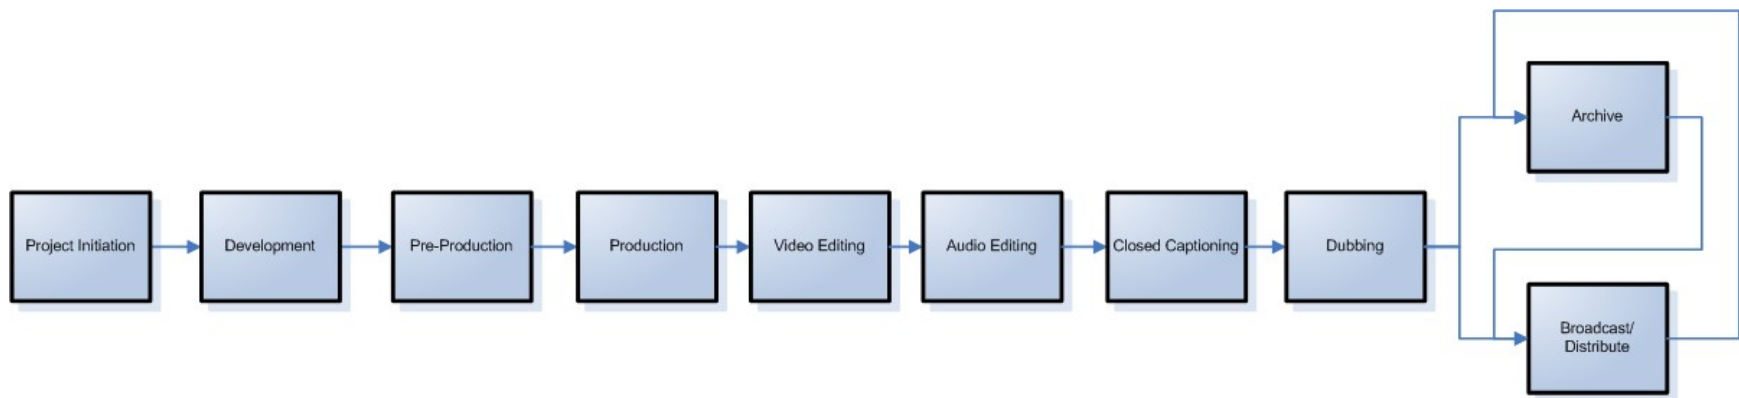 Project Initiation
Development
Pre-Production
Production
Video Editing
Audio Editing
Closed Captioning
Dubbing
Archive
Broadcast/
Distribute